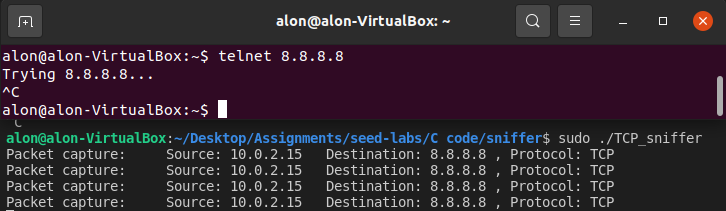 alon@alon-VirtualBox: ~
alon@alon-VirtualBox:~$ telnet 8.8.8.8
Trying 8.8.8.8...
^C
alon@alon-VirtualBox:~$
alon@alon-VirtualBox:~/Desktop/Assignments/seed-labs/C code/sniffer$ sudo ./TCP_sniffer
Packet capture:     Source: 10.0.2.15   Destination: 8.8.8.8 , Protocol: TCP
Packet capture:     Source: 10.0.2.15   Destination: 8.8.8.8 , Protocol: TCP
Packet capture:     Source: 10.0.2.15   Destination: 8.8.8.8 , Protocol: TCP
Packet capture:     Source: 10.0.2.15   Destination: 8.8.8.8 , Protocol: TCP